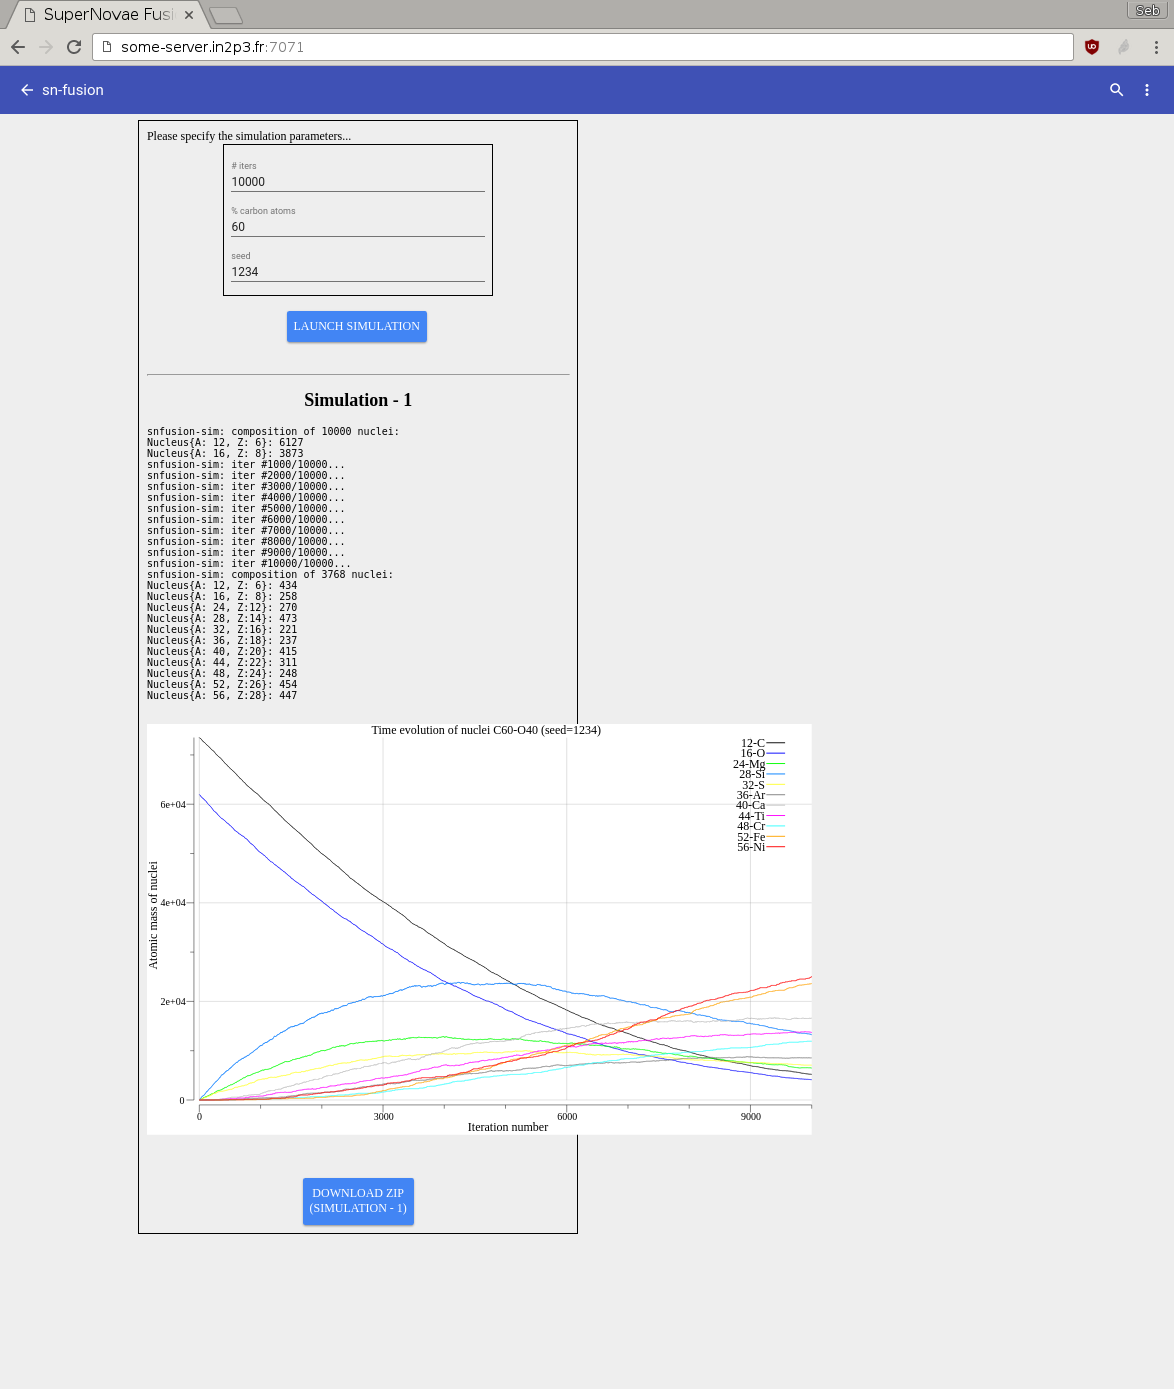 SuperNovae Fusi
Seb
some-server.in2p3.fr:7071
sn-fusion
Please specify the simulation parameters...
# iters
10000
% carbon atoms
60
seed
1234
LAUNCH SIMULATION
Simulation - 1
snfusion-sim: composition of 10000 nuclei:
Nucleus{A: 12, Z: 6}: 6127
Nucleus{A: 16, Z: 8}: 3873
snfusion-sim: iter #1000/10000...
snfusion-sim: iter #2000/10000...
snfusion-sim: iter #3000/10000...
snfusion-sim: iter #4000/10000...
snfusion-sim: iter #5000/10000...
snfusion-sim: iter #6000/10000...
snfusion-sim: iter #7000/10000...
snfusion-sim: iter #8000/10000...
snfusion-sim: iter #9000/10000...
snfusion-sim: iter #10000/10000...
snfusion-sim: composition of 3768 nuclei:
Nucleus{A: 12, Z: 6}: 434
Nucleus{A: 16, Z: 8}: 258
Nucleus{A: 24, Z:12}: 270
Nucleus{A: 28, Z:14}: 473
Nucleus{A: 32, Z:16}: 221
Nucleus{A: 36, Z:18}: 237
Nucleus{A: 40, Z:20}: 415
Nucleus{A: 44, Z:22}: 311
Nucleus{A: 48, Z:24}: 248
Nucleus{A: 52, Z:26}: 454
Nucleus{A: 56, Z:28}: 447
Time evolution of nuclei C60-O40 (seed=1234)
12-C
16-O
24-Mg
28-Si
32-S
36-Ar
40-Ca
44-Ti
48-Cr
52-Fe
56-Ni
6e+04
4e+04
2e+04
0
Atomic mass of nuclei
0 3000 6000 9000
Iteration number
DOWNLOAD ZIP
(SIMULATION - 1)